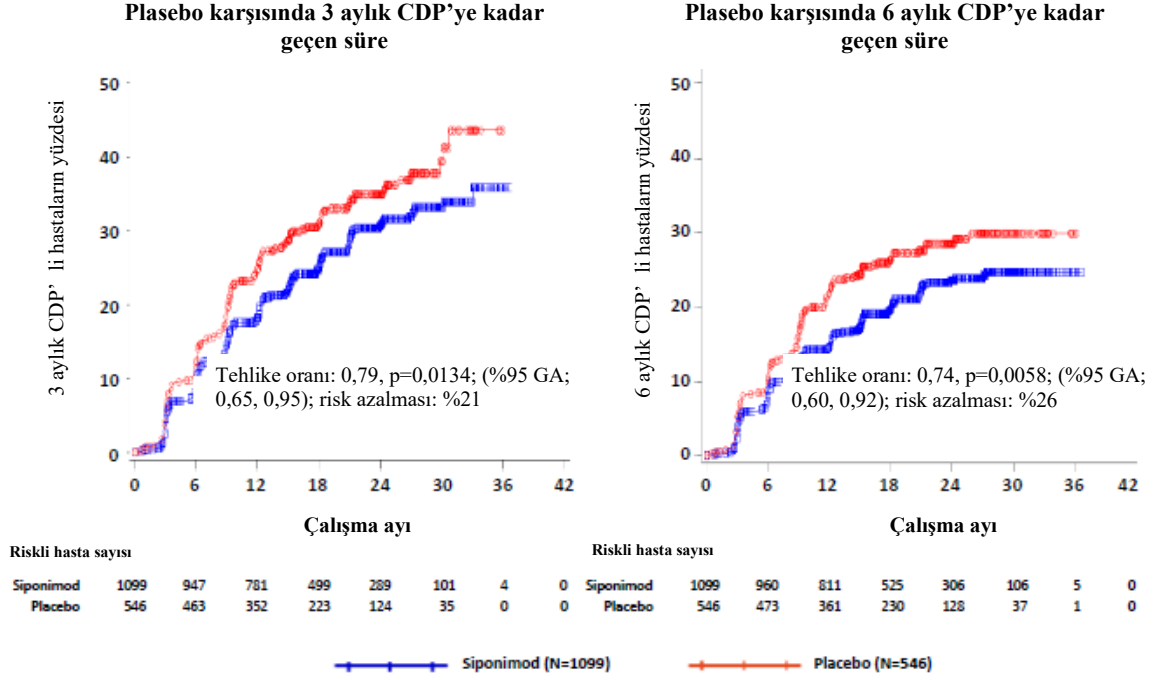 Plasebo karşısında 3 aylık CDP’ye kadar
geçen süre
3 aylık CDP’ li hastaların yüzdesi
50
40
30
20
10
0
Tehlike oranı: 0,79, p=0,0134; (%95 GA;
0,65, 0,95); risk azalması: %21
0 6 12 18 24 30 36 42
Çalışma ayı
Riskli hasta sayısı
Siponimod 1099 947 781 499 289 101 4 0
Placebo 546 463 352 223 124 35 0 0
Plasebo karşısında 6 aylık CDP’ye kadar
geçen süre
6 aylık CDP’ li hastaların yüzdesi
50
40
30
20
10
0
Tehlike oranı: 0,74, p=0,0058; (%95 GA;
0,60, 0,92); risk azalması: %26
0 6 12 18 24 30 36 42
Çalışma ayı
Riskli hasta sayısı
Siponimod 1099 960 811 525 306 106 5 0
Placebo 546 473 361 230 128 37 1 0
Siponimod (N=1099)
Placebo (N=546)